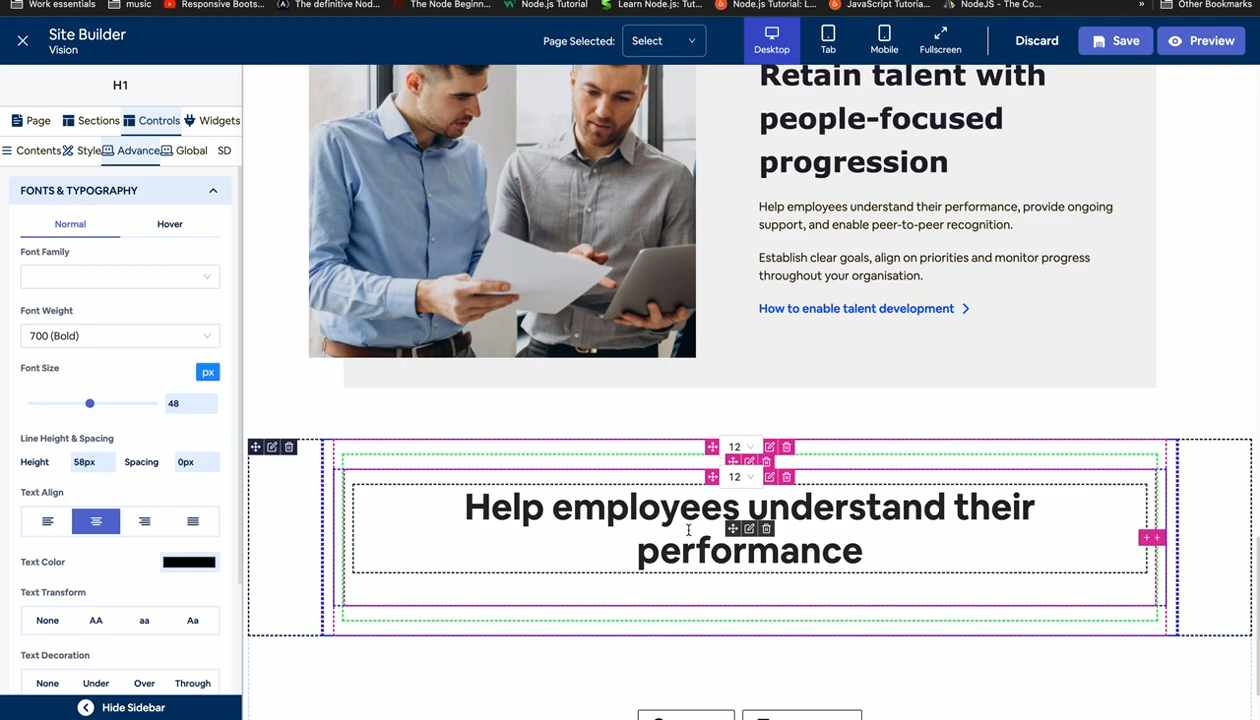 Work essentials
music
Responsive Boots...
The definitive Nod...
The Node Beginn...
Node.js Tutorial
Learn Node.js: Tut...
Node.js Tutorial: L...
JavaScript Tutoria...
NodeJS - The Co...
»
Other Bookmarks
Site Builder
Vision
Page Selected:
Select
Desktop
Tab
Mobile
Fullscreen
Discard
Save
Preview
H1
Page
Sections
Controls
Widgets
Contents
Style
Advance
Global
SD
FONTS & TYPOGRAPHY
Normal
Hover
Font Family
Font Weight
700 (Bold)
Font Size
px
48
Line Height & Spacing
Height
58px
Spacing
0px
Text Align
Text Color
Text Transform
None
AA
aa
Aa
Text Decoration
None
Under
Over
Through
Hide Sidebar
Retain talent with
people-focused
progression
Help employees understand their performance, provide ongoing
support, and enable peer-to-peer recognition.
Establish clear goals, align on priorities and monitor progress
throughout your organisation.
How to enable talent development
12
12
Help employees understand their
performance
++